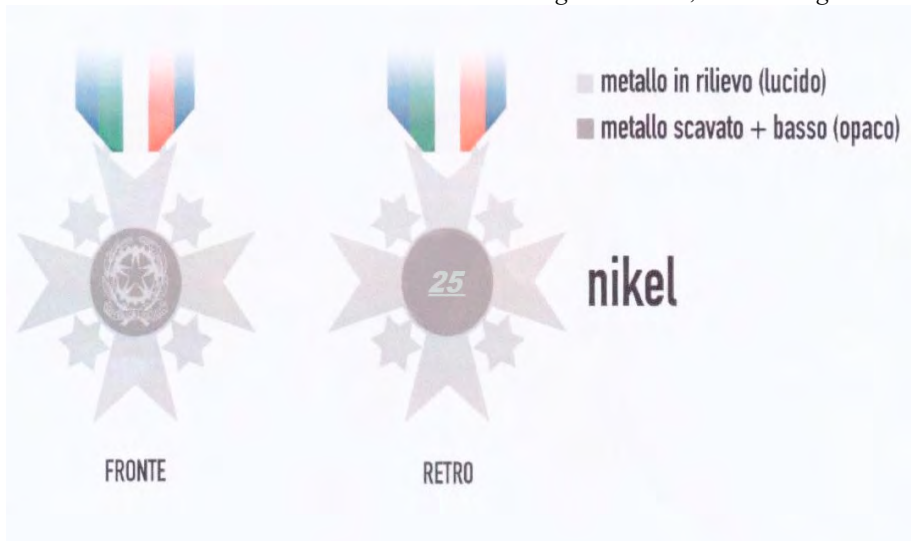 metallo in rilievo (lucido)
metallo scavato + basso (opaco)
25
nikel
FRONTE
RETRO